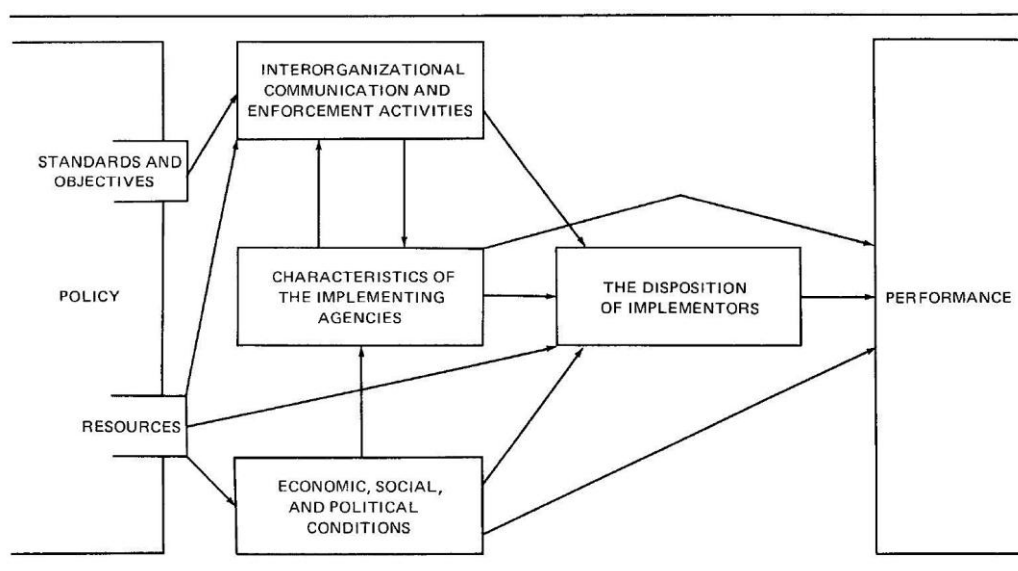 INTERORGANIZATIONAL
COMMUNICATION AND
ENFORCEMENT ACTIVITIES
STANDARDS AND
OBJECTIVES
POLICY
CHARACTERISTICS OF
THE IMPLEMENTING
AGENCIES
THE DISPOSITION
OF IMPLEMENTORS
PERFORMANCE
RESOURCES
ECONOMIC, SOCIAL,
AND POLITICAL
CONDITIONS